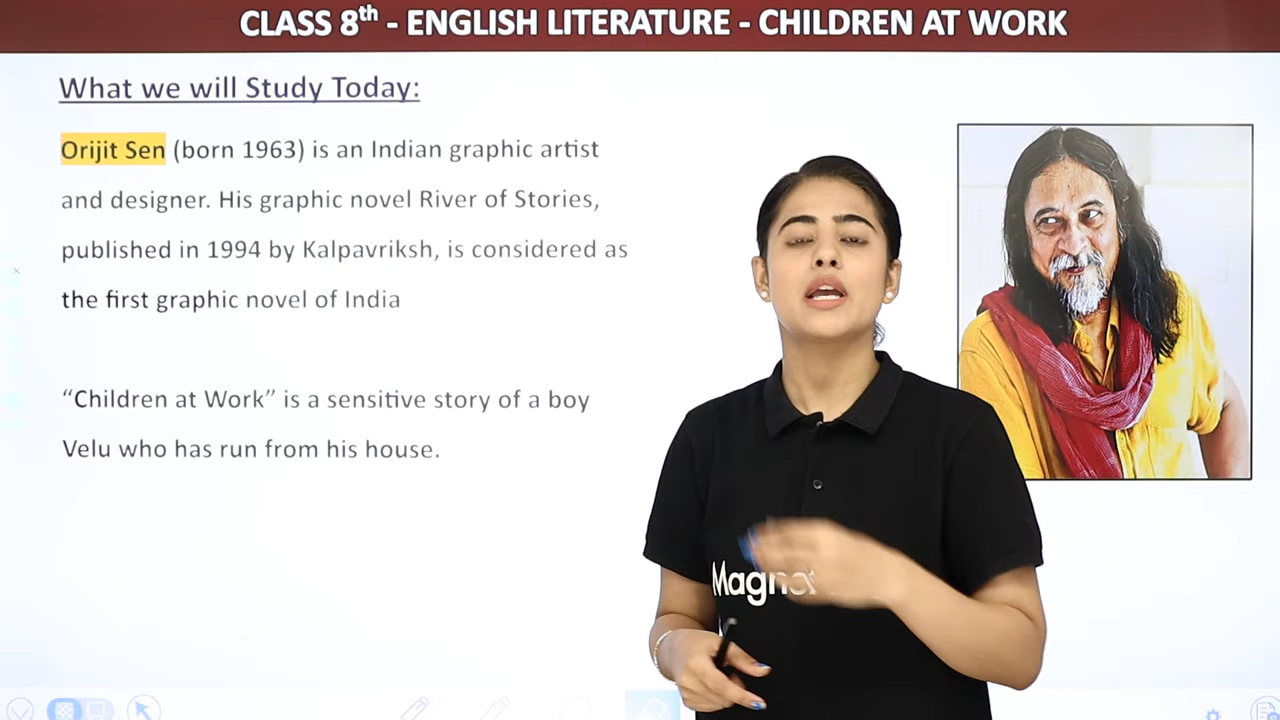 CLASS 8th - ENGLISH LITERATURE - CHILDREN AT WORK
What we will Study Today:
Orijit Sen (born 1963) is an Indian graphic artist
and designer. His graphic novel River of Stories,
published in 1994 by Kalpavriksh, is considered as
the first graphic novel of India
“Children at Work” is a sensitive story of a boy
Velu who has run from his house.